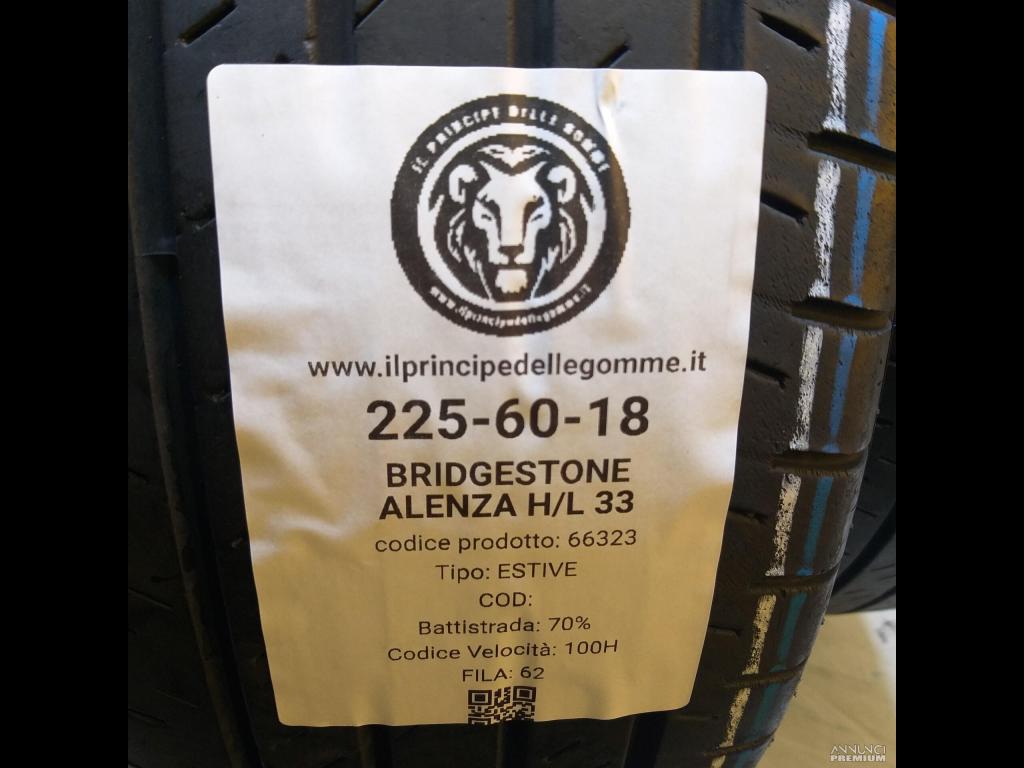 IL PRINCIPE DELLE GOMME
www.ilprincipedellegomme.it
www.ilprincipedellegomme.it
225-60-18
BRIDGESTONE
ALENZA H/L 33
codice prodotto: 66323
Tipo: ESTIVE
COD:
Battistrada: 70%
Codice Velocità: 100H
FILA: 62
ANNUNCI
PREMIUM